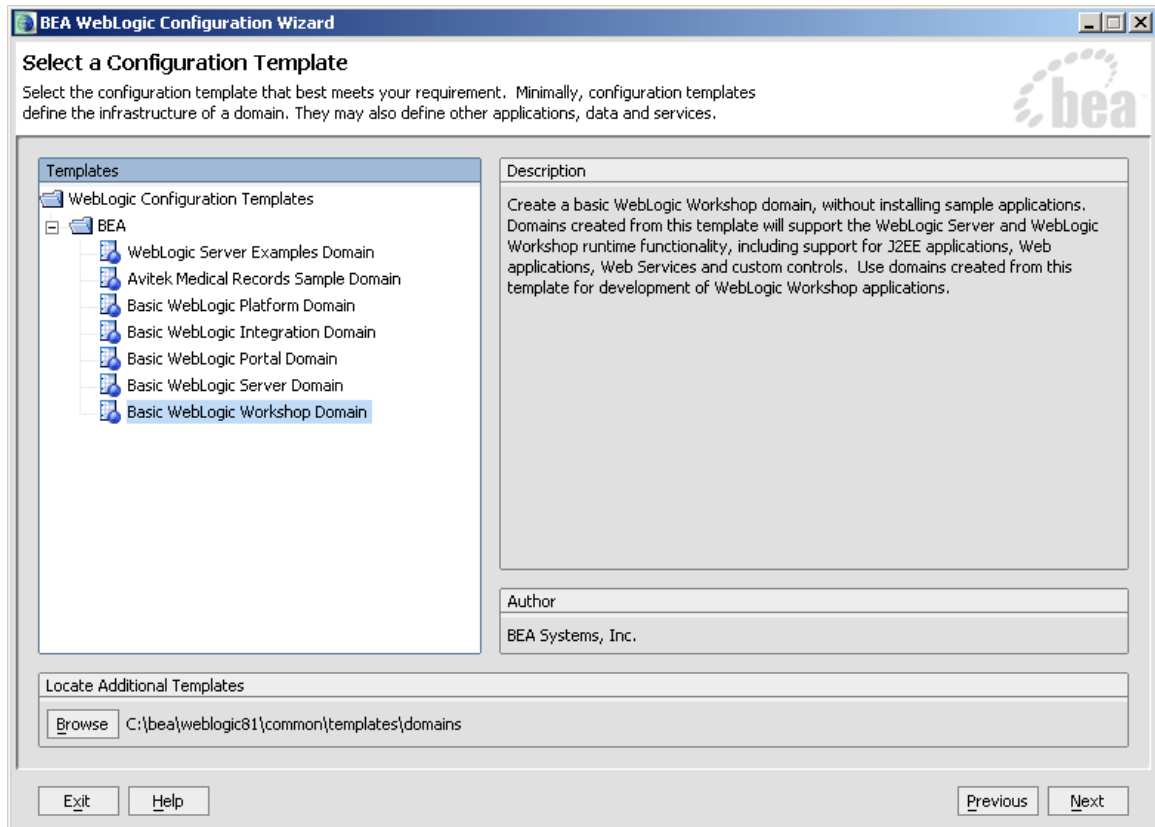 BEA WebLogic Configuration Wizard
Select a Configuration Template
Select the configuration template that best meets your requirement. Minimally, configuration templates
define the infrastructure of a domain. They may also define other applications, data and services.
bea
Templates
WebLogic Configuration Templates
BEA
WebLogic Server Examples Domain
Avitek Medical Records Sample Domain
Basic WebLogic Platform Domain
Basic WebLogic Integration Domain
Basic WebLogic Portal Domain
Basic WebLogic Server Domain
Basic WebLogic Workshop Domain
Description
Create a basic WebLogic Workshop domain, without installing sample applications.
Domains created from this template will support the WebLogic Server and WebLogic
Workshop runtime functionality, including support for J2EE applications, Web
applications, Web Services and custom controls. Use domains created from this
template for development of WebLogic Workshop applications.
Author
BEA Systems, Inc.
Locate Additional Templates
Browse C:\bea\weblogic81\common\templates\domains
Exit Help Previous Next